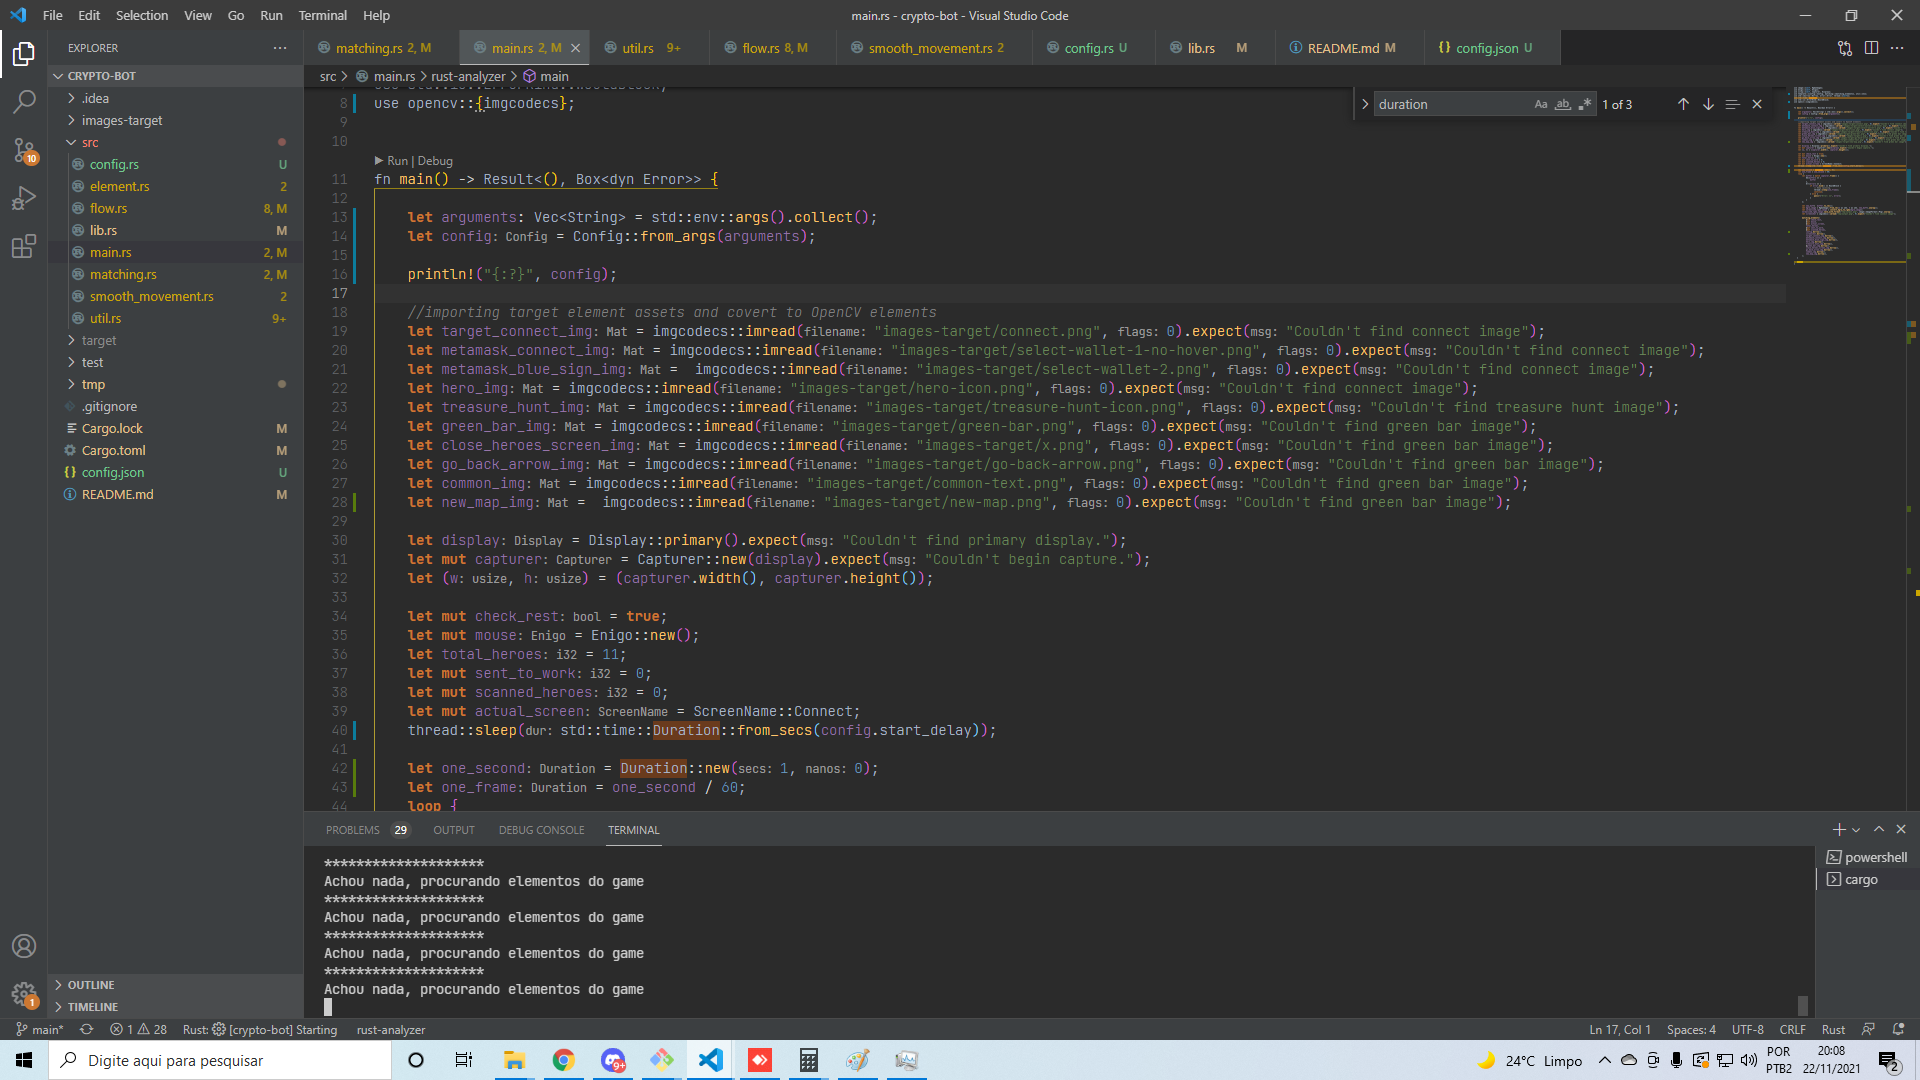 File Edit Selection View Go Run Terminal Help
main.rs - crypto-bot - Visual Studio Code
EXPLORER
matching.rs 2, M
main.rs 2, M
util.rs 9+
flow.rs 8, M
smooth_movement.rs 2
config.rs U
lib.rs M
README.md M
config.json U
CRYPTO-BOT
.idea
images-target
src
config.rs U
element.rs 2
flow.rs 8, M
lib.rs M
main.rs 2, M
matching.rs 2, M
smooth_movement.rs 2
util.rs 9+
target
test
tmp
.gitignore
Cargo.lock M
Cargo.toml M
config.json U
README.md M
OUTLINE
TIMELINE
10
1
src > main.rs > rust-analyzer > main
duration Aa ab 1 of 3
8 use opencv::{imgcodecs};
9
10
Run | Debug
11 fn main() -> Result<(), Box<dyn Error>> {
12
13 let arguments: Vec<String> = std::env::args().collect();
14 let config: Config = Config::from_args(arguments);
15
16 println!("{:?}", config);
17
18 //importing target element assets and covert to OpenCV elements
19 let target_connect_img: Mat = imgcodecs::imread(filename: "images-target/connect.png", flags: 0).expect(msg: "Couldn't find connect image");
20 let metamask_connect_img: Mat = imgcodecs::imread(filename: "images-target/select-wallet-1-no-hover.png", flags: 0).expect(msg: "Couldn't find connect image");
21 let metamask_blue_sign_img: Mat = imgcodecs::imread(filename: "images-target/select-wallet-2.png", flags: 0).expect(msg: "Couldn't find connect image");
22 let hero_img: Mat = imgcodecs::imread(filename: "images-target/hero-icon.png", flags: 0).expect(msg: "Couldn't find connect image");
23 let treasure_hunt_img: Mat = imgcodecs::imread(filename: "images-target/treasure-hunt-icon.png", flags: 0).expect(msg: "Couldn't find treasure hunt image");
24 let green_bar_img: Mat = imgcodecs::imread(filename: "images-target/green-bar.png", flags: 0).expect(msg: "Couldn't find green bar image");
25 let close_heroes_screen_img: Mat = imgcodecs::imread(filename: "images-target/x.png", flags: 0).expect(msg: "Couldn't find green bar image");
26 let go_back_arrow_img: Mat = imgcodecs::imread(filename: "images-target/go-back-arrow.png", flags: 0).expect(msg: "Couldn't find green bar image");
27 let common_img: Mat = imgcodecs::imread(filename: "images-target/common-text.png", flags: 0).expect(msg: "Couldn't find green bar image");
28 let new_map_img: Mat = imgcodecs::imread(filename: "images-target/new-map.png", flags: 0).expect(msg: "Couldn't find green bar image");
29
30 let display: Display = Display::primary().expect(msg: "Couldn't find primary display.");
31 let mut capturer: Capturer = Capturer::new(display).expect(msg: "Couldn't begin capture.");
32 let (w: usize, h: usize) = (capturer.width(), capturer.height());
33
34 let mut check_rest: bool = true;
35 let mut mouse: Enigo = Enigo::new();
36 let total_heroes: i32 = 11;
37 let mut sent_to_work: i32 = 0;
38 let mut scanned_heroes: i32 = 0;
39 let mut actual_screen: ScreenName = ScreenName::Connect;
40 thread::sleep(dur: std::time::Duration::from_secs(config.start_delay));
41
42 let one_second: Duration = Duration::new(secs: 1, nanos: 0);
43 let one_frame: Duration = one_second / 60;
44 loop {
PROBLEMS 29 OUTPUT DEBUG CONSOLE TERMINAL
********************
Achou nada, procurando elementos do game
********************
Achou nada, procurando elementos do game
********************
Achou nada, procurando elementos do game
********************
Achou nada, procurando elementos do game
powershell
cargo
main* 1 28 Rust: [crypto-bot] Starting rust-analyzer
Ln 17, Col 1 Spaces: 4 UTF-8 CRLF Rust
Digite aqui para pesquisar
9+
24°C Limpo
POR
PTB2
20:08
22/11/2021
2